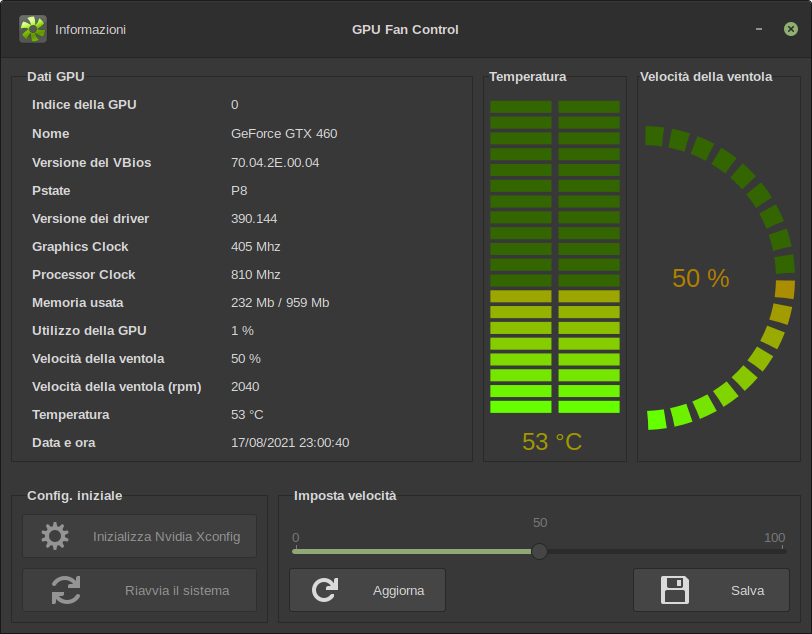 Informazioni
GPU Fan Control
Dati GPU
Indice della GPU 0
Nome GeForce GTX 460
Versione del VBios 70.04.2E.00.04
Pstate P8
Versione dei driver 390.144
Graphics Clock 405 Mhz
Processor Clock 810 Mhz
Memoria usata 232 Mb / 959 Mb
Utilizzo della GPU 1 %
Velocità della ventola 50 %
Velocità della ventola (rpm) 2040
Temperatura 53 °C
Data e ora 17/08/2021 23:00:40
Temperatura
53 °C
Velocità della ventola
50 %
Config. iniziale
Inizializza Nvidia Xconfig
Riavvia il sistema
Imposta velocità
50
0 100
Aggiorna
Salva